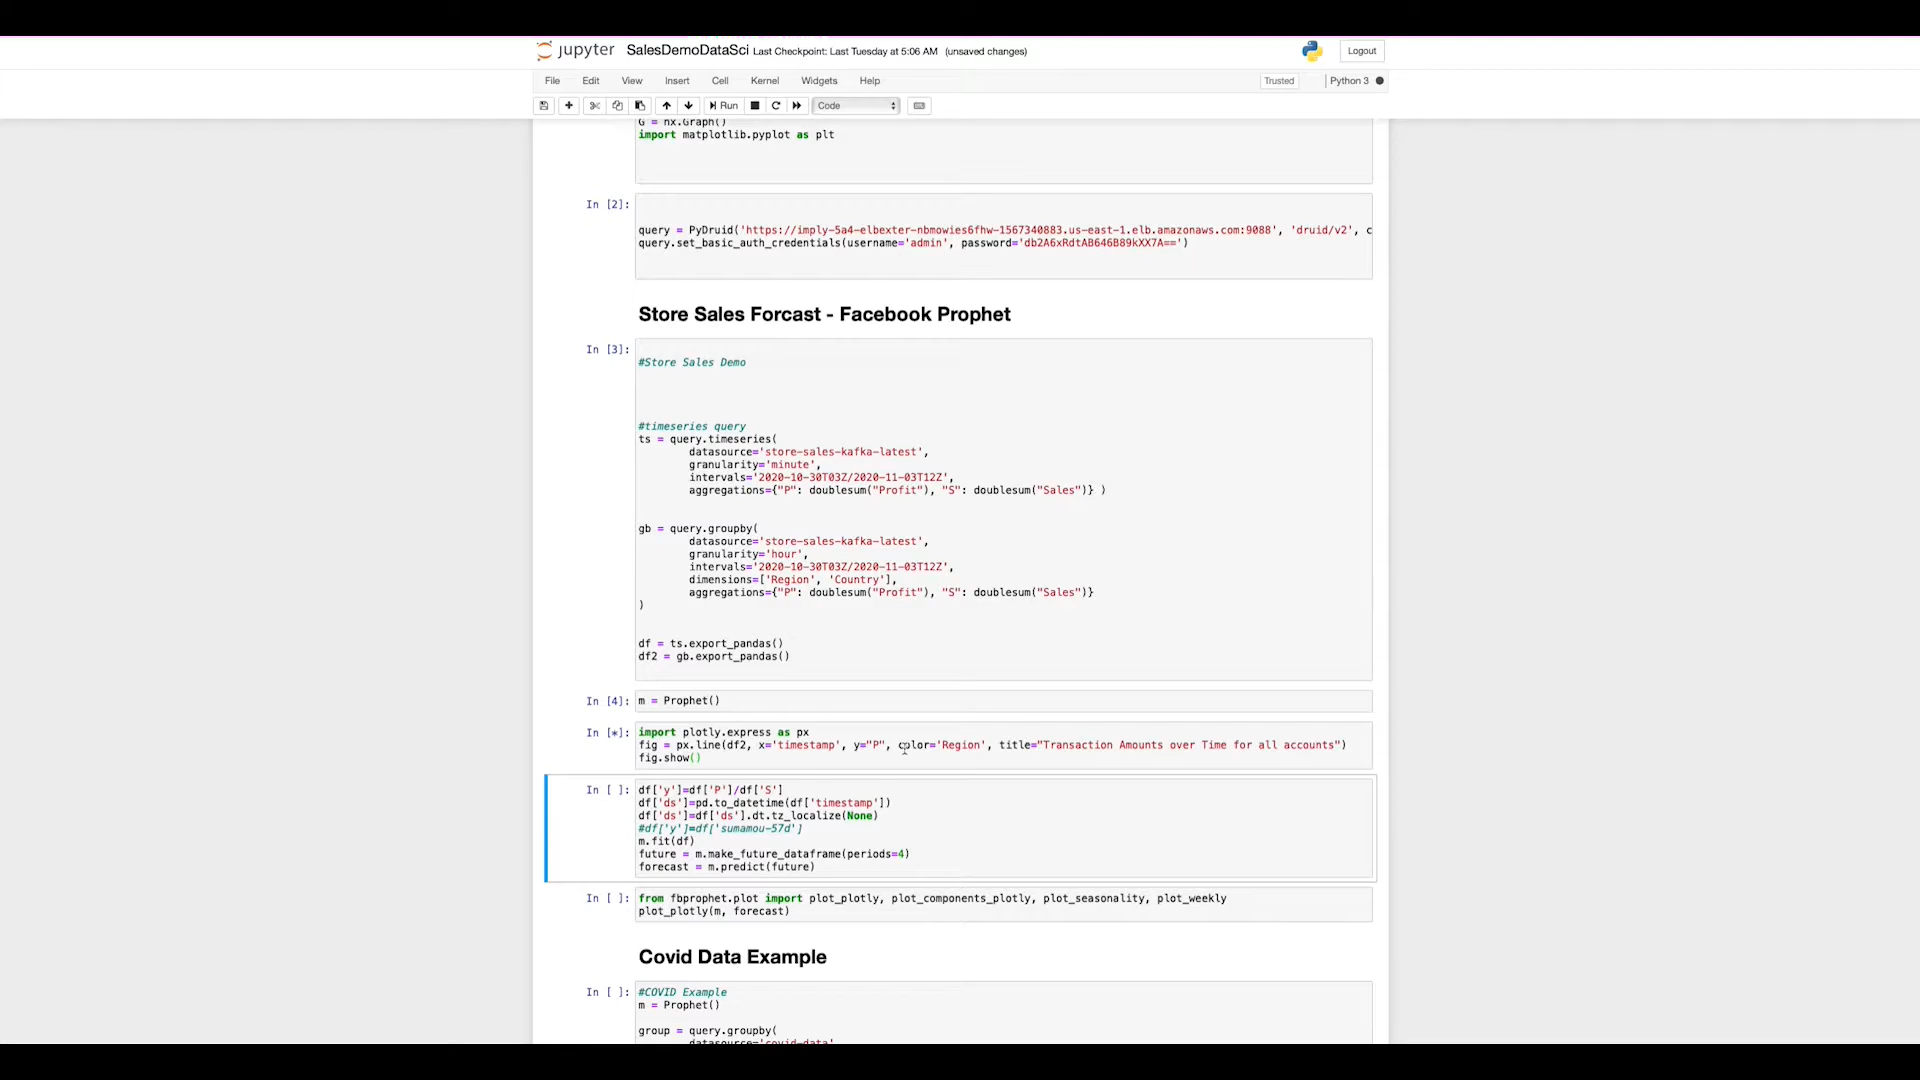 jupyter SalesDemoDataSci Last Checkpoint: Last Tuesday at 5:06 AM (unsaved changes) Logout
File Edit View Insert Cell Kernel Widgets Help Trusted Python 3
Run Code
G = nx.Graph()
import matplotlib.pyplot as plt
In [2]:
query = PyDruid('https://imply-5a4-elbexter-nbmowies6fhw-1567340883.us-east-1.elb.amazonaws.com:9088', 'druid/v2', c
query.set_basic_auth_credentials(username='admin', password='db2A6xRdtAB646B89kXX7A==')
Store Sales Forcast - Facebook Prophet
In [3]:
#Store Sales Demo
#timeseries query
ts = query.timeseries(
datasource='store-sales-kafka-latest',
granularity='minute',
intervals='2020-10-30T03Z/2020-11-03T12Z',
aggregations={"P": doublesum("Profit"), "S": doublesum("Sales")} )
gb = query.groupby(
datasource='store-sales-kafka-latest',
granularity='hour',
intervals='2020-10-30T03Z/2020-11-03T12Z',
dimensions=['Region', 'Country'],
aggregations={"P": doublesum("Profit"), "S": doublesum("Sales")}
)
df = ts.export_pandas()
df2 = gb.export_pandas()
In [4]: m = Prophet()
In [*]: import plotly.express as px
fig = px.line(df2, x='timestamp', y="P", color='Region', title="Transaction Amounts over Time for all accounts")
fig.show()
In [ ]: df['y']=df['P']/df['S']
df['ds']=pd.to_datetime(df['timestamp'])
df['ds']=df['ds'].dt.tz_localize(None)
#df['y']=df['sumamou-57d']
m.fit(df)
future = m.make_future_dataframe(periods=4)
forecast = m.predict(future)
In [ ]: from fbprophet.plot import plot_plotly, plot_components_plotly, plot_seasonality, plot_weekly
plot_plotly(m, forecast)
Covid Data Example
In [ ]: #COVID Example
m = Prophet()
group = query.groupby(
datasource='covid-data'